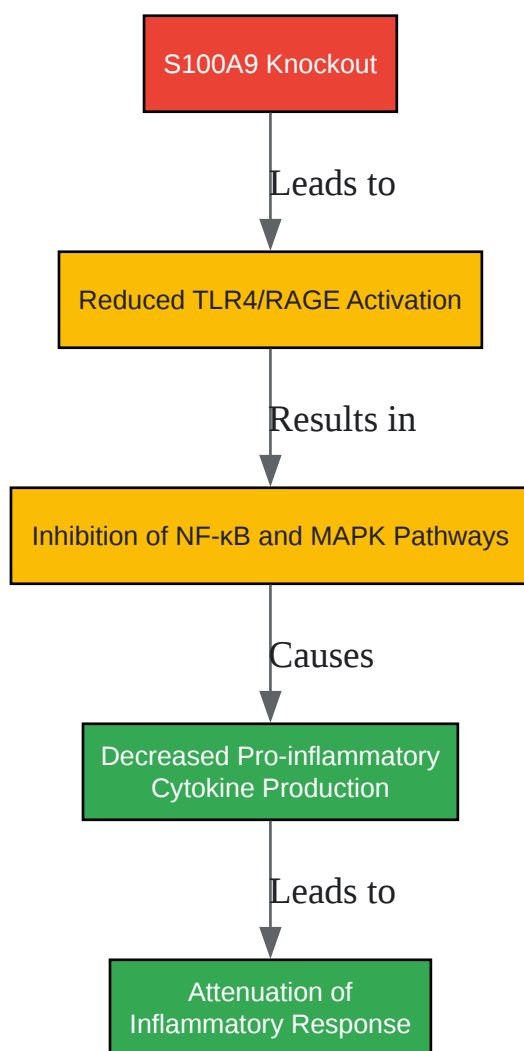 S100A9 Knockout
Leads to
Reduced TLR4/RAGE Activation
Results in
Inhibition of NF-κB and MAPK Pathways
Causes
Decreased Pro-inflammatory
Cytokine Production
Leads to
Attenuation of
Inflammatory Response